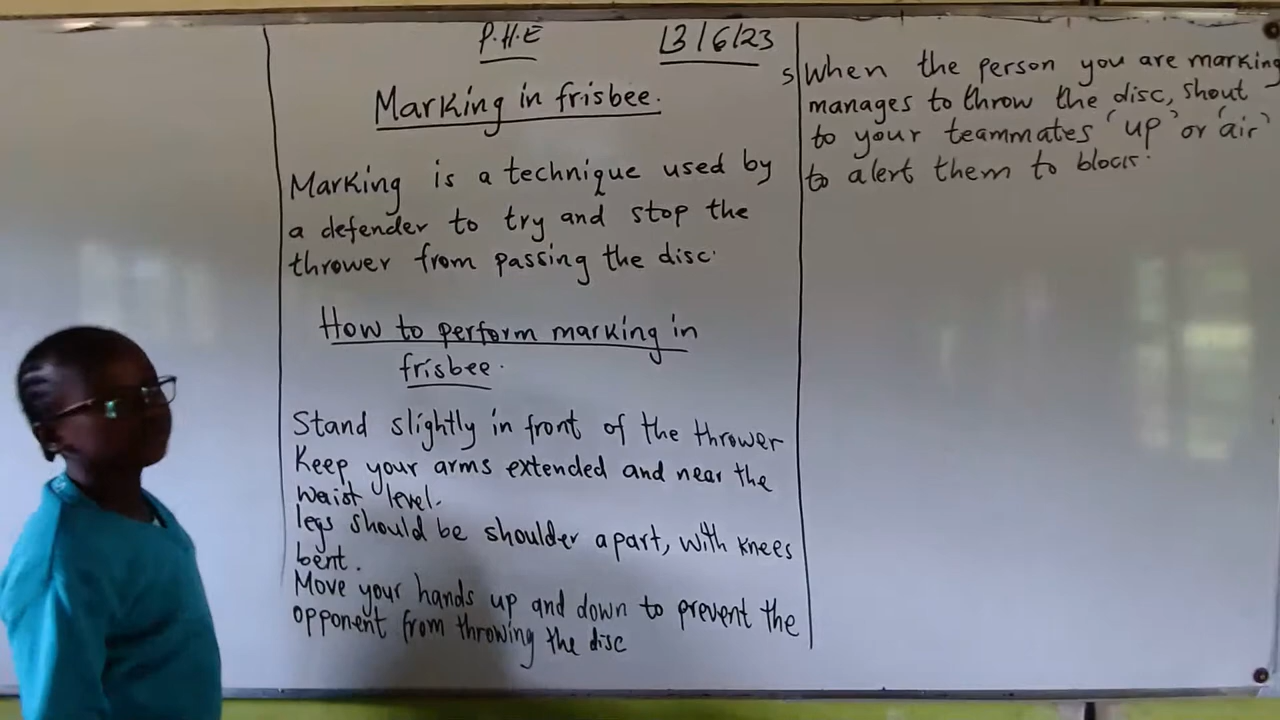 P.H.E
13/6/23
Marking in frisbee.
Marking is a technique used by
a defender to try and stop the
thrower from passing the disc.
How to perform marking in
frisbee.
Stand slightly in front of the thrower
Keep your arms extended and near the
waist level.
legs should be shoulder apart, with knees
bent.
Move your hands up and down to prevent the
opponent from throwing the disc
s When the person you are marking
manages to throw the disc, shout
to your teammates 'up' or 'air'
to alert them to block.